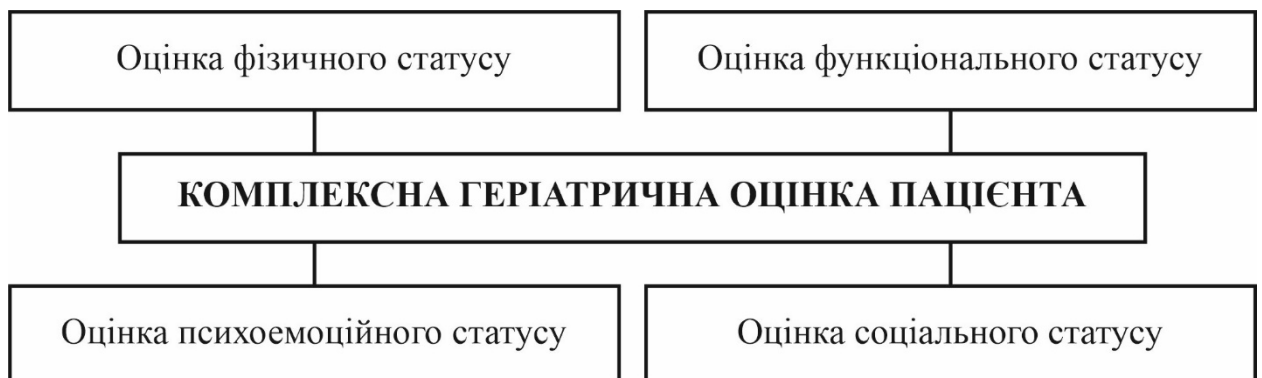 Оцінка фізичного статусу
Оцінка функціонального статусу
КОМПЛЕКСНА ГЕРІАТРИЧНА ОЦІНКА ПАЦІЄНТА
Оцінка психоемоційного статусу
Оцінка соціального статусу